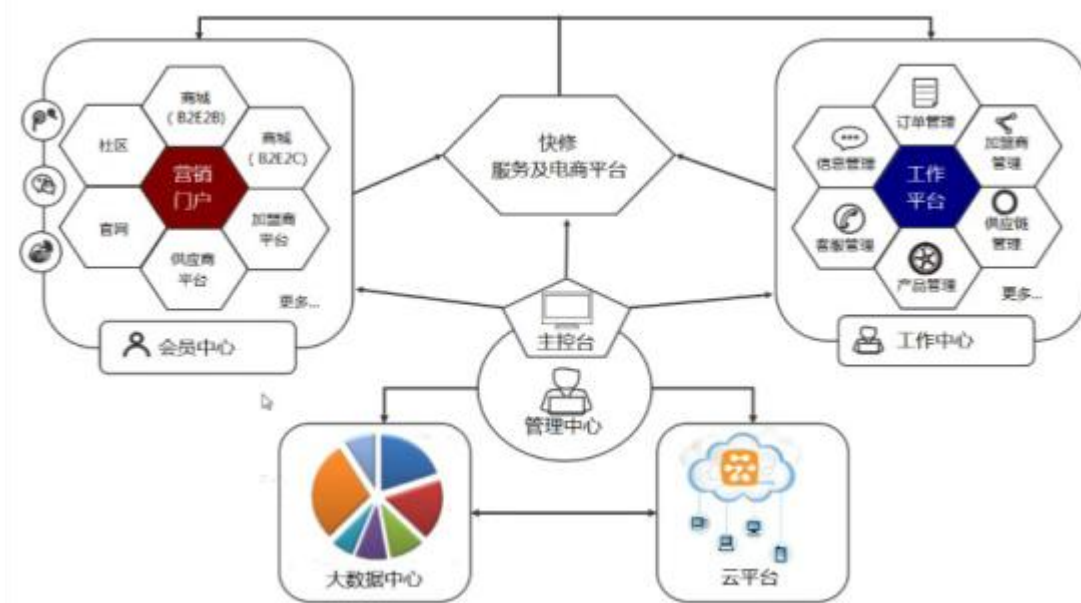 商城
（B2E2B）
社区
商城
（B2E2C）
营销
门户
官网
加盟商
平台
供应商
平台
更多...
会员中心
快修
服务及电商平台
订单管理
信息管理
加盟商
管理
工作
平台
客服管理
供应链
管理
产品管理
更多...
工作中心
主控台
管理中心
大数据中心
云平台